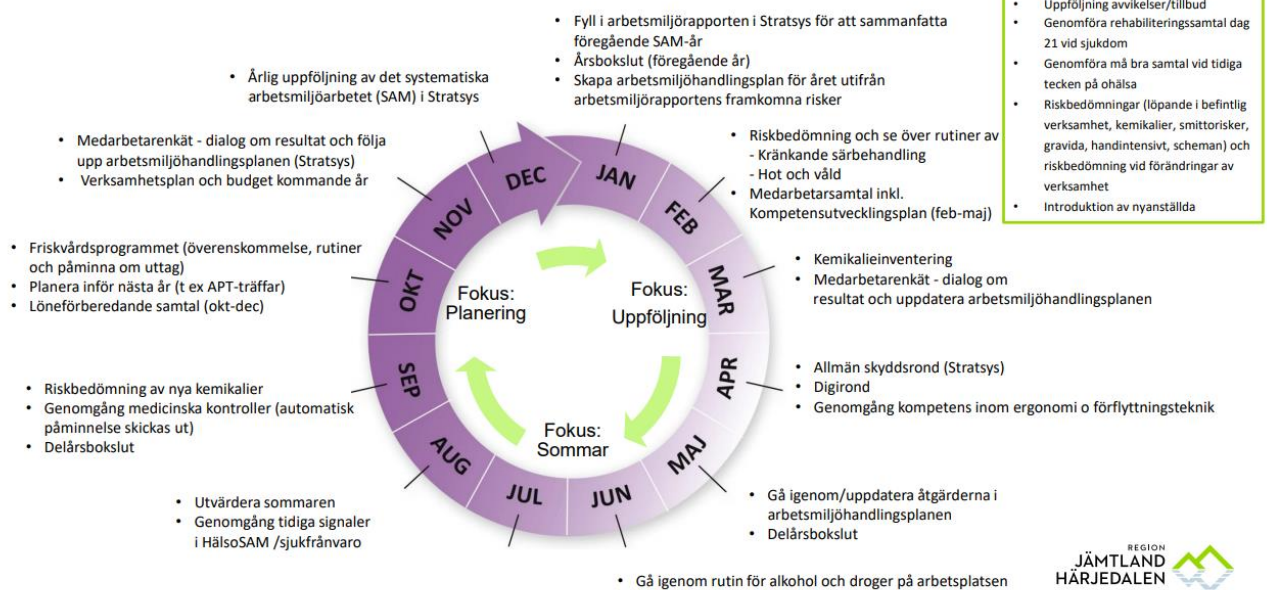 • Fyll i arbetsmiljörapporten i Stratsys för att sammanfatta
föregående SAM-år
• Årsbokslut (föregående år)
• Skapa arbetsmiljöhandlingsplan för året utifrån
arbetsmiljörapportens framkomna risker
• Uppföljning avvikelser/tillbud
• Genomföra rehabiliteringssamtal dag
21 vid sjukdom
• Genomföra må bra samtal vid tidiga
tecken på ohälsa
• Riskbedömningar (löpande i befintlig
verksamhet, kemikalier, smittorisker,
gravida, handintensivt, scheman) och
riskbedömning vid förändringar av
verksamhet
• Introduktion av nyanställda
• Årlig uppföljning av det systematiska
arbetsmiljöarbetet (SAM) i Stratsys
• Medarbetarenkät - dialog om resultat och följa
upp arbetsmiljöhandlingsplanen (Stratsys)
• Verksamhetsplan och budget kommande år
• Riskbedömning och se över rutiner av
- Kränkande särbehandling
- Hot och våld
• Medarbetarsamtal inkl.
Kompetensutvecklingsplan (feb-maj)
• Friskvårdsprogrammet (överenskommelse, rutiner
och påminna om uttag)
• Planera inför nästa år (t ex APT-träffar)
• Löneförberedande samtal (okt-dec)
• Kemikalieinventering
• Medarbetarenkät - dialog om
resultat och uppdatera arbetsmiljöhandlingsplanen
• Riskbedömning av nya kemikalier
• Genomgång medicinska kontroller (automatisk
påminnelse skickas ut)
• Delårsbokslut
• Allmän skyddsrond (Stratsys)
• Digirond
• Genomgång kompetens inom ergonomi o förflyttningsteknik
• Utvärdera sommaren
• Genomgång tidiga signaler
i HälsoSAM /sjukfrånvaro
• Gå igenom/uppdatera åtgärderna i
arbetsmiljöhandlingsplanen
• Delårsbokslut
• Gå igenom rutin för alkohol och droger på arbetsplatsen
JAN
FEB
MAR
APR
MAJ
JUN
JUL
AUG
SEP
OKT
NOV
DEC
Fokus:
Planering
Fokus:
Uppföljning
Fokus:
Sommar
REGION
JÄMTLAND
HÄRJEDALEN